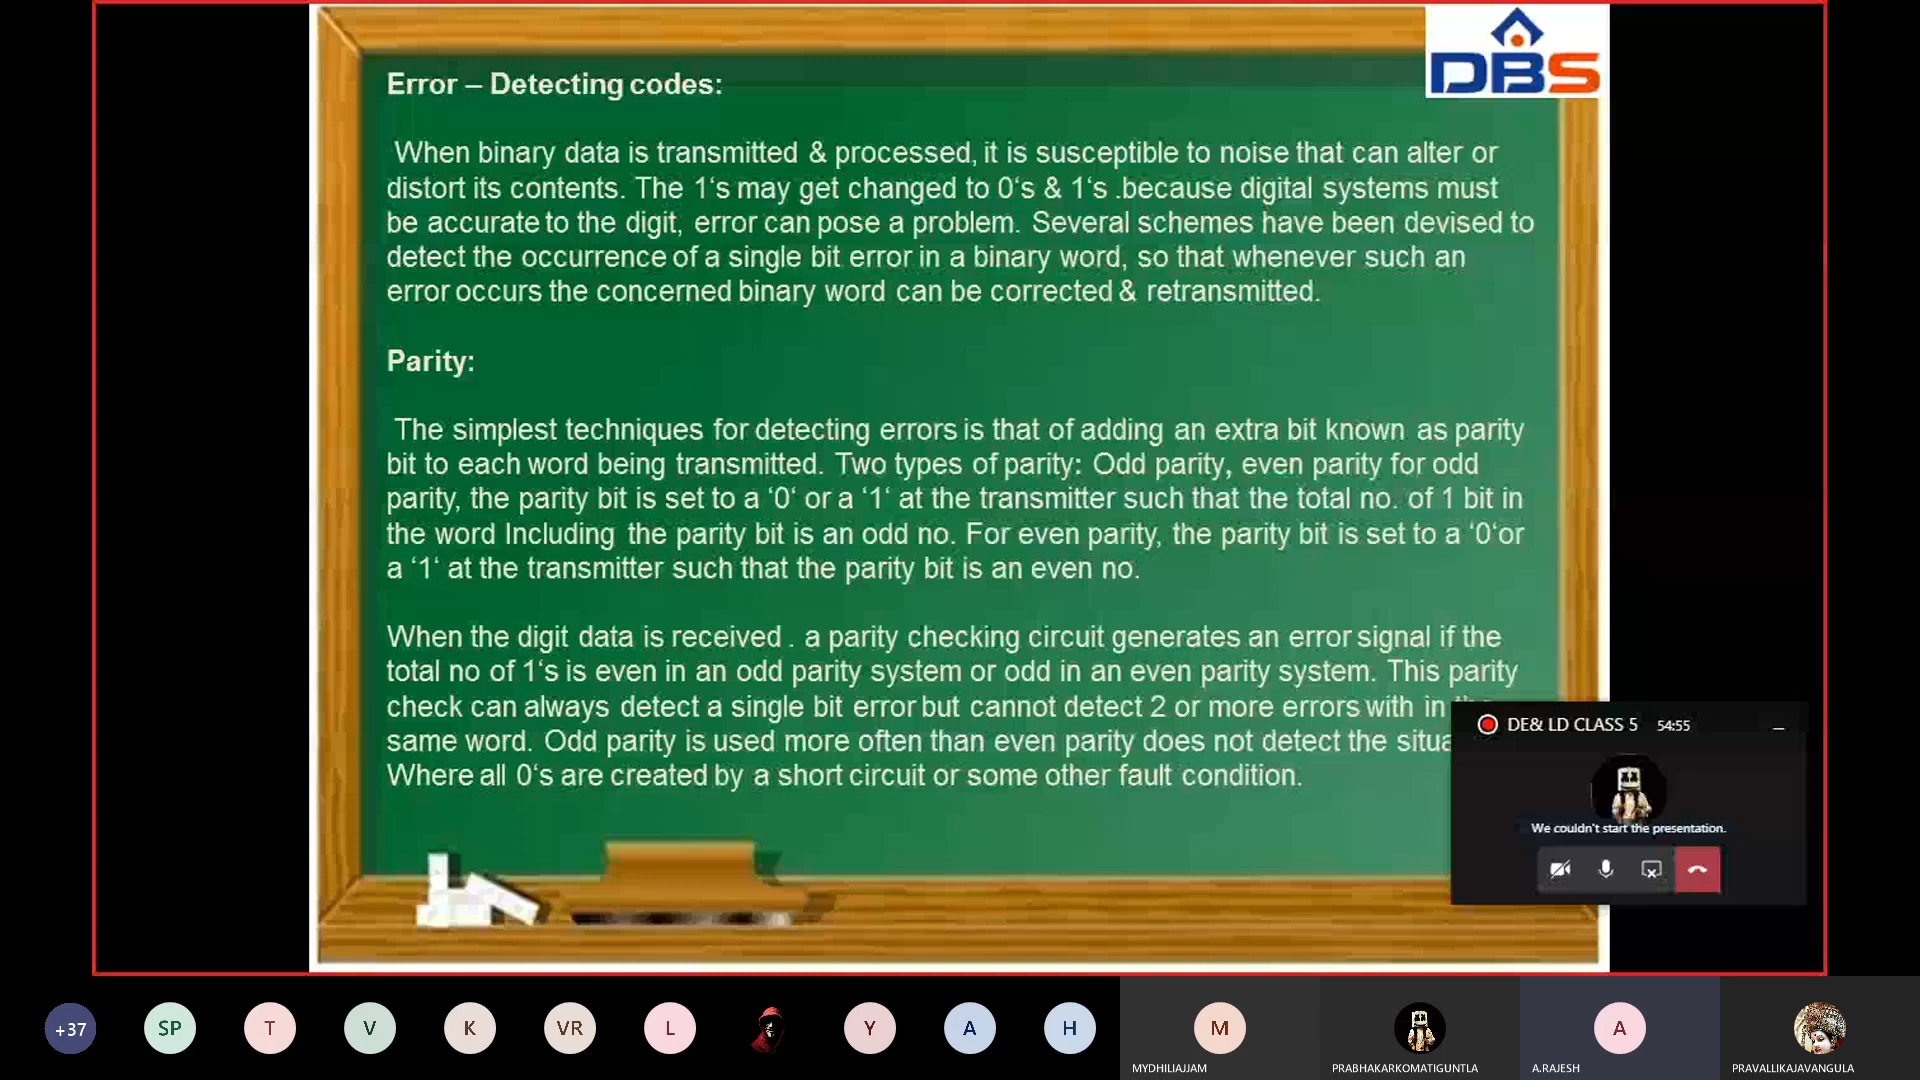 DBS
Error – Detecting codes:
When binary data is transmitted & processed, it is susceptible to noise that can alter or
distort its contents. The 1‘s may get changed to 0‘s & 1‘s .because digital systems must
be accurate to the digit, error can pose a problem. Several schemes have been devised to
detect the occurrence of a single bit error in a binary word, so that whenever such an
error occurs the concerned binary word can be corrected & retransmitted.
Parity:
The simplest techniques for detecting errors is that of adding an extra bit known as parity
bit to each word being transmitted. Two types of parity: Odd parity, even parity for odd
parity, the parity bit is set to a ‘0‘ or a ‘1‘ at the transmitter such that the total no. of 1 bit in
the word Including the parity bit is an odd no. For even parity, the parity bit is set to a ‘0‘or
a ‘1‘ at the transmitter such that the parity bit is an even no.
When the digit data is received . a parity checking circuit generates an error signal if the
total no of 1‘s is even in an odd parity system or odd in an even parity system. This parity
check can always detect a single bit error but cannot detect 2 or more errors with in
same word. Odd parity is used more often than even parity does not detect the
Where all 0‘s are created by a short circuit or some other fault condition.
DE& LD CLASS 5 54:55
We couldn't start the presentation.
+37 SP T V K VR L Y A H M A
MYDHILIAJJAM PRABHAKARKOMATIGUNTLA A.RAJESH PRAVALLIKAJAVANGULA